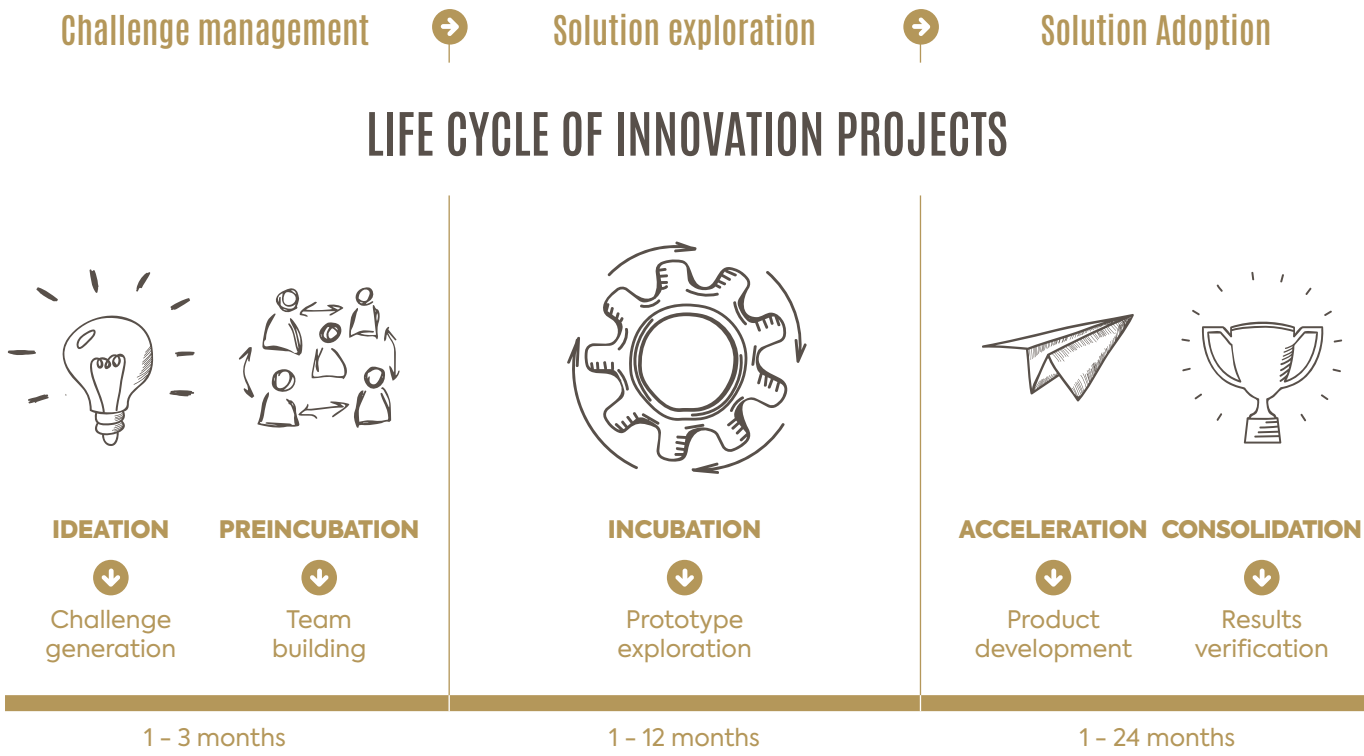 Challenge management
Solution exploration
Solution Adoption
LIFE CYCLE OF INNOVATION PROJECTS
IDEATION
Challenge
generation
PREINCUBATION
Team
building
INCUBATION
Prototype
exploration
ACCELERATION
Product
development
CONSOLIDATION
Results
verification
1 - 3 months
1 - 12 months
1 - 24 months